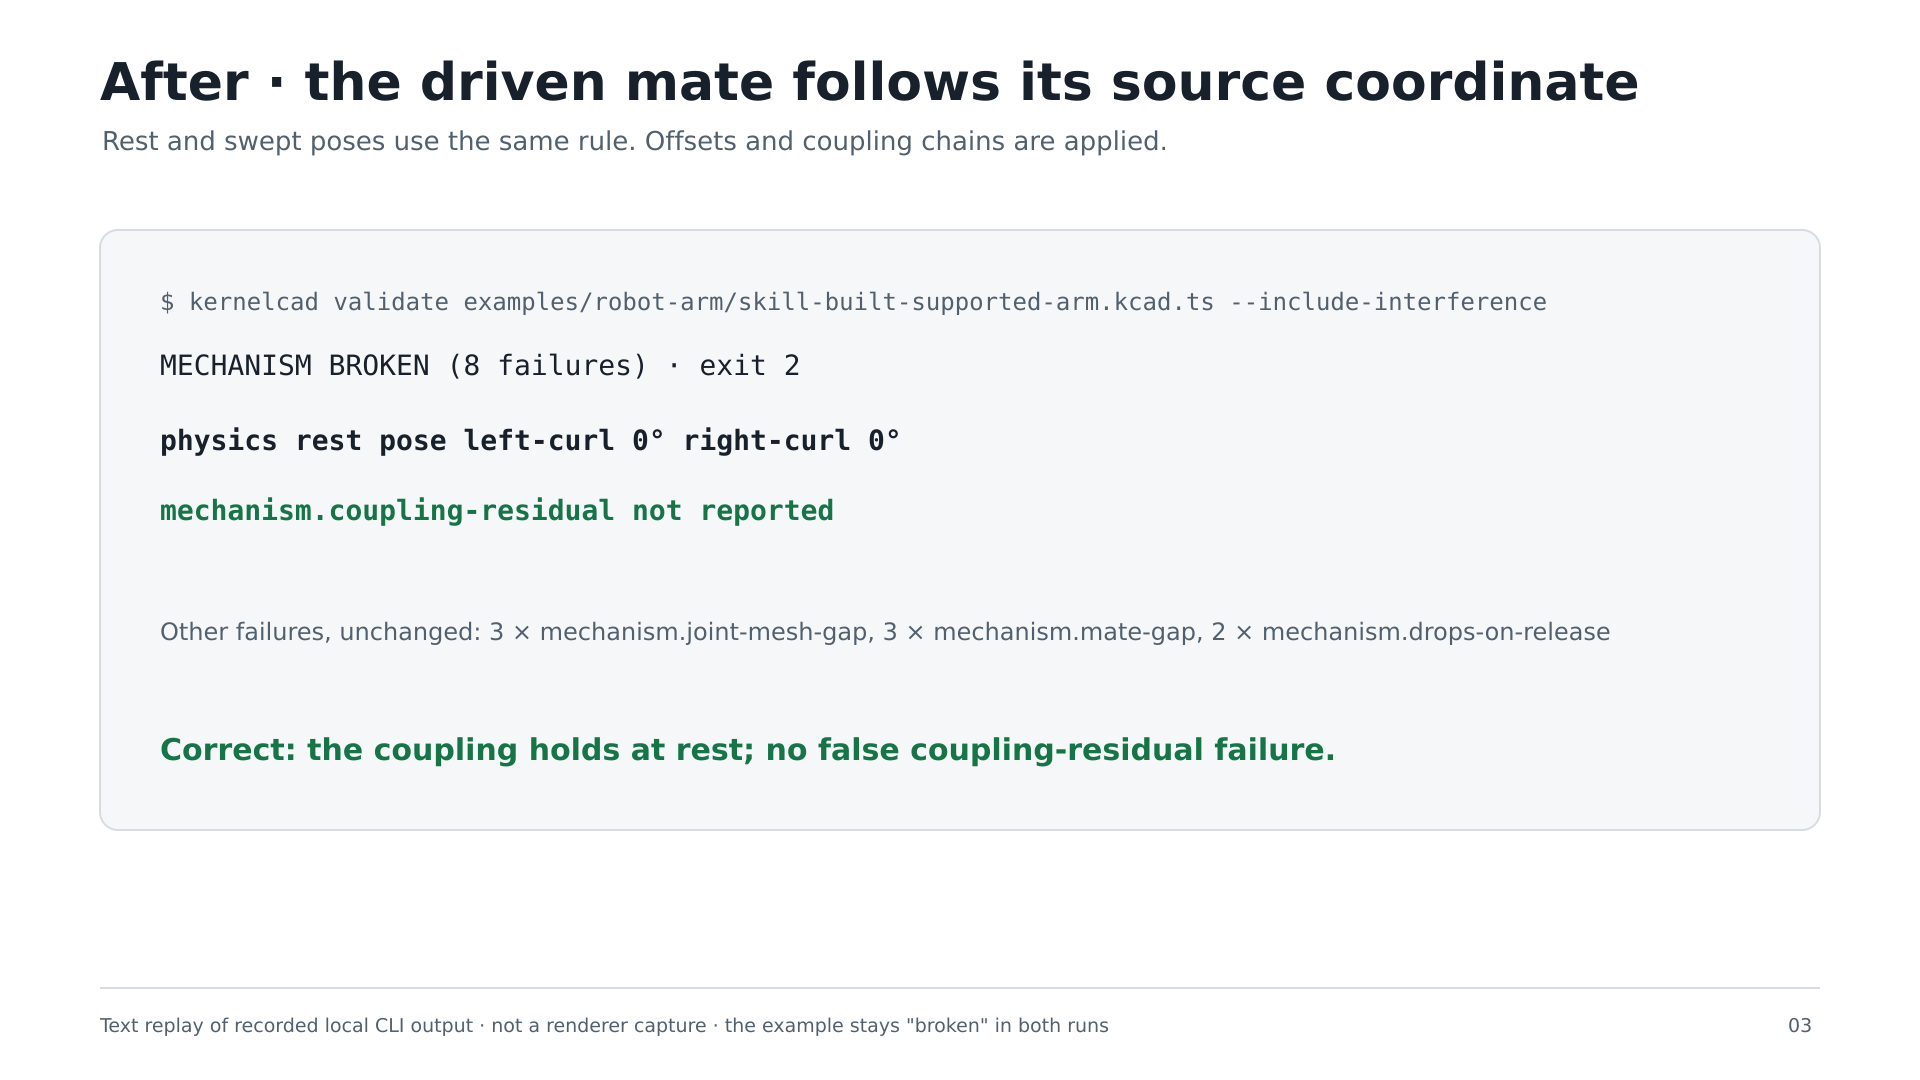 After · the driven mate follows its source coordinate
Rest and swept poses use the same rule. Offsets and coupling chains are applied.
$ kernelcad validate examples/robot-arm/skill-built-supported-arm.kcad.ts --include-interference
MECHANISM BROKEN (8 failures) · exit 2
physics rest pose left-curl 0° right-curl 0°
mechanism.coupling-residual not reported
Other failures, unchanged: 3 × mechanism.joint-mesh-gap, 3 × mechanism.mate-gap, 2 × mechanism.drops-on-release
Correct: the coupling holds at rest; no false coupling-residual failure.
Text replay of recorded local CLI output · not a renderer capture · the example stays "broken" in both runs
03